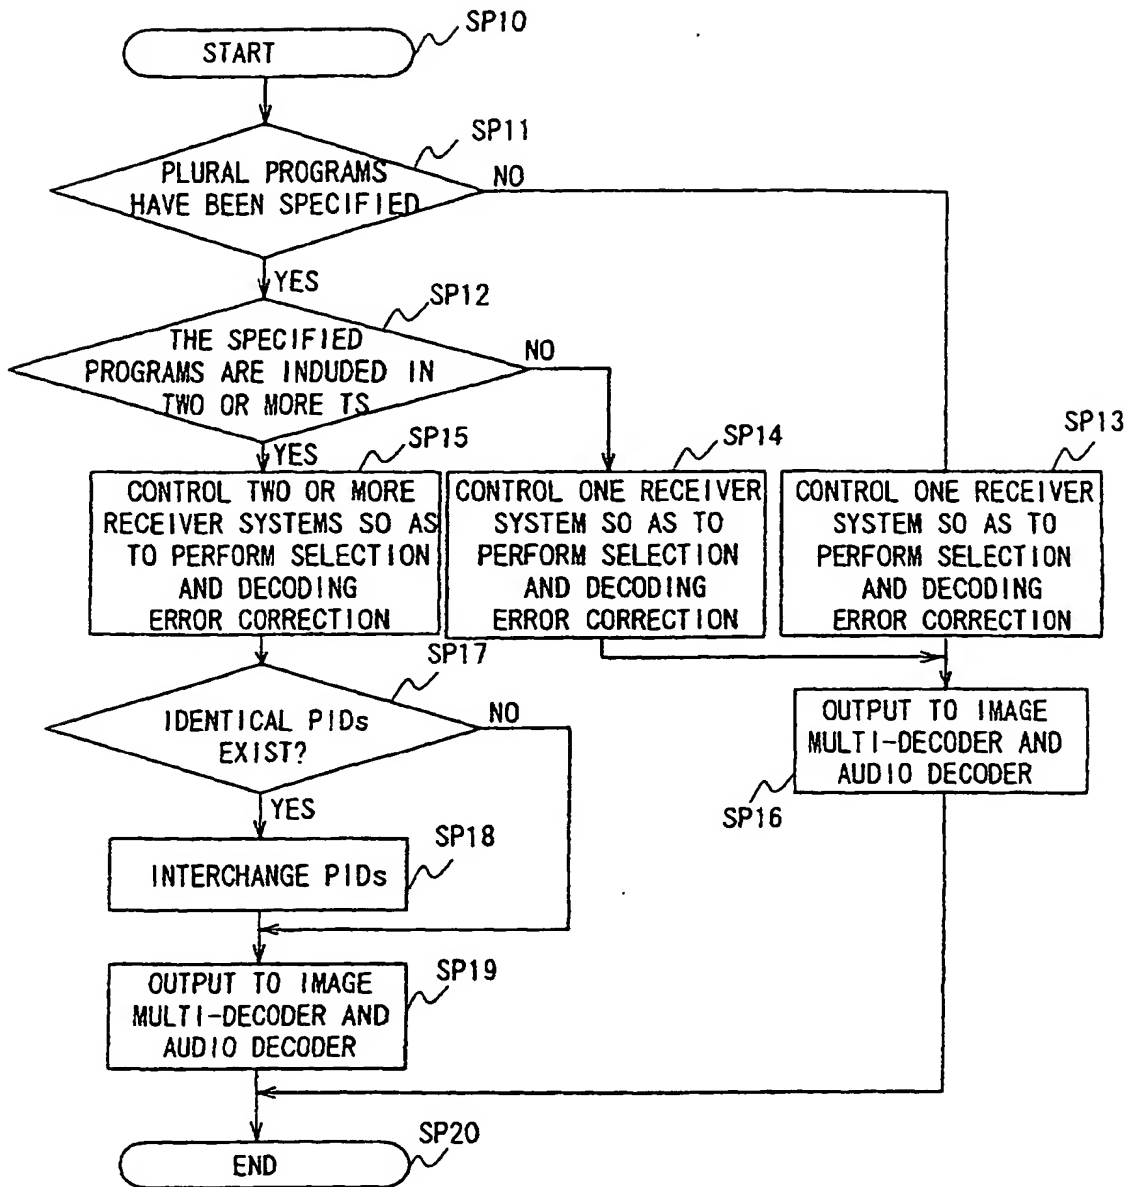 SP10
START
SP11
PLURAL PROGRAMS
HAVE BEEN SPECIFIED
NO
YES
SP12
THE SPECIFIED
PROGRAMS ARE INDUDED IN
TWO OR MORE TS
NO
YES
SP15
CONTROL TWO OR MORE
RECEIVER SYSTEMS SO AS
TO PERFORM SELECTION
AND DECODING
ERROR CORRECTION
SP14
CONTROL ONE RECEIVER
SYSTEM SO AS TO
PERFORM SELECTION
AND DECODING
ERROR CORRECTION
SP13
CONTROL ONE RECEIVER
SYSTEM SO AS TO
PERFORM SELECTION
AND DECODING
ERROR CORRECTION
SP17
IDENTICAL PIDs
EXIST?
NO
YES
OUTPUT TO IMAGE
MULTI-DECODER AND
AUDIO DECODER
SP16
SP18
INTERCHANGE PIDs
SP19
OUTPUT TO IMAGE
MULTI-DECODER AND
AUDIO DECODER
SP20
END